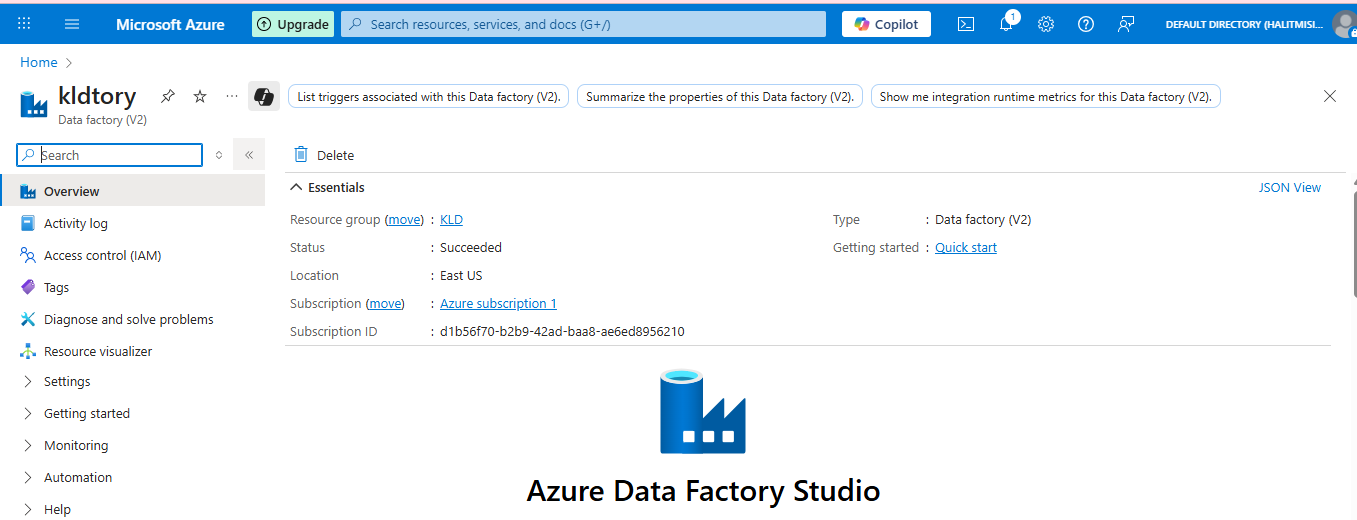 Microsoft Azure
Upgrade
Search resources, services, and docs (G+/)
Copilot
1
DEFAULT DIRECTORY (HALITMISI...
Home
kldtory
Data factory (V2)
List triggers associated with this Data factory (V2).
Summarize the properties of this Data factory (V2).
Show me integration runtime metrics for this Data factory (V2).
Search
Delete
Overview
Activity log
Access control (IAM)
Tags
Diagnose and solve problems
Resource visualizer
Settings
Getting started
Monitoring
Automation
Help
Essentials
JSON View
Resource group (move) : KLD
Status : Succeeded
Location : East US
Subscription (move) : Azure subscription 1
Subscription ID : d1b56f70-b2b9-42ad-baa8-ae6ed8956210
Type : Data factory (V2)
Getting started : Quick start
Azure Data Factory Studio